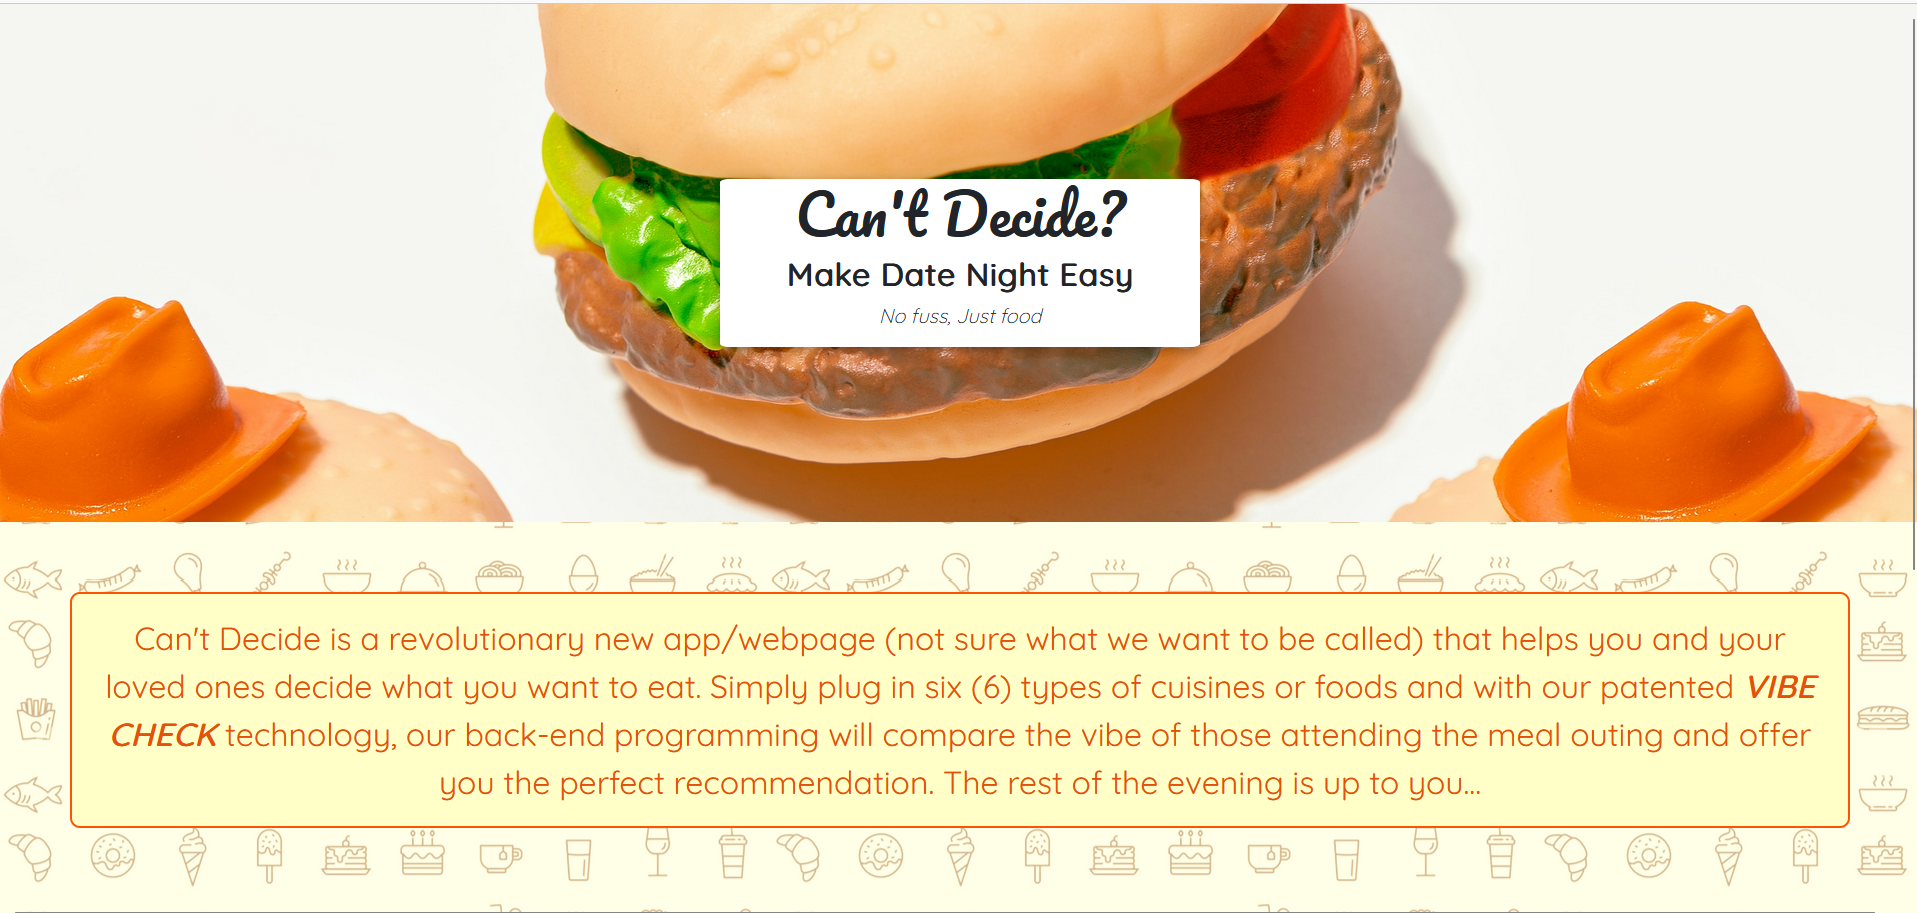 Can't Decide?
Make Date Night Easy
No fuss, Just food
Can't Decide is a revolutionary new app/webpage (not sure what we want to be called) that helps you and your
loved ones decide what you want to eat. Simply plug in six (6) types of cuisines or foods and with our patented VIBE
CHECK technology, our back-end programming will compare the vibe of those attending the meal outing and offer
you the perfect recommendation. The rest of the evening is up to you...